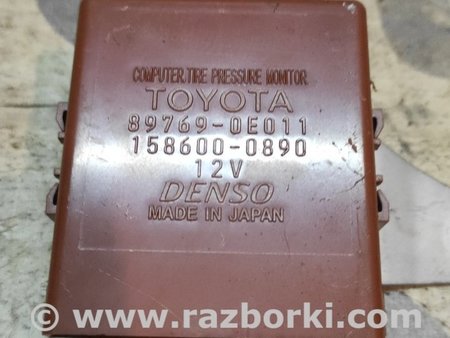 COMPUTER.TIRE PRESSURE MONITOR
TOYOTA
89769-0E011
158600-0890
12V
DENSO
MADE IN JAPAN
© www.razborki.com